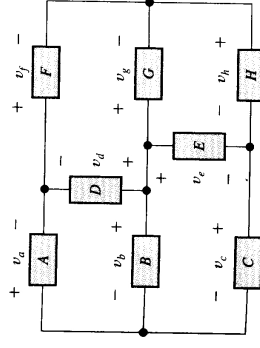 + v_a − + v_f −
A F
− v_d +
D
− v_b + + v_g −
B G
+ v_e −
E
− v_c + − v_h +
C H